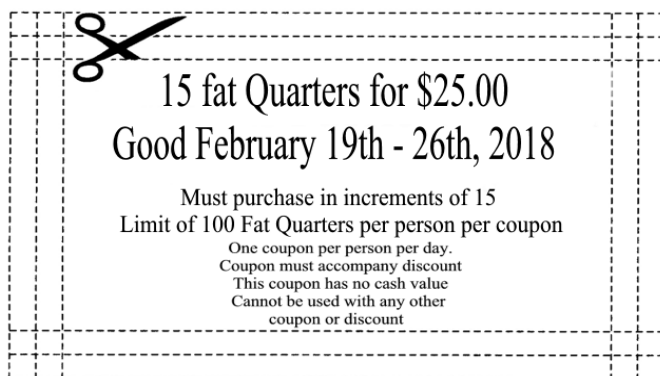 15 fat Quarters for $25.00
Good February 19th - 26th, 2018
Must purchase in increments of 15
Limit of 100 Fat Quarters per person per coupon
One coupon per person per day.
Coupon must accompany discount
This coupon has no cash value
Cannot be used with any other
coupon or discount